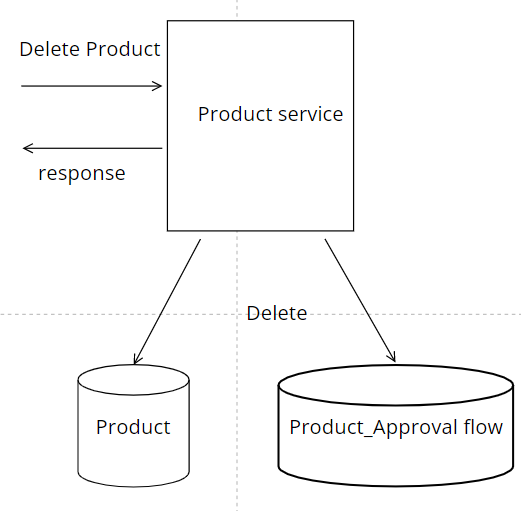 Delete Product
Product service
response
Delete
Product
Product_Approval flow